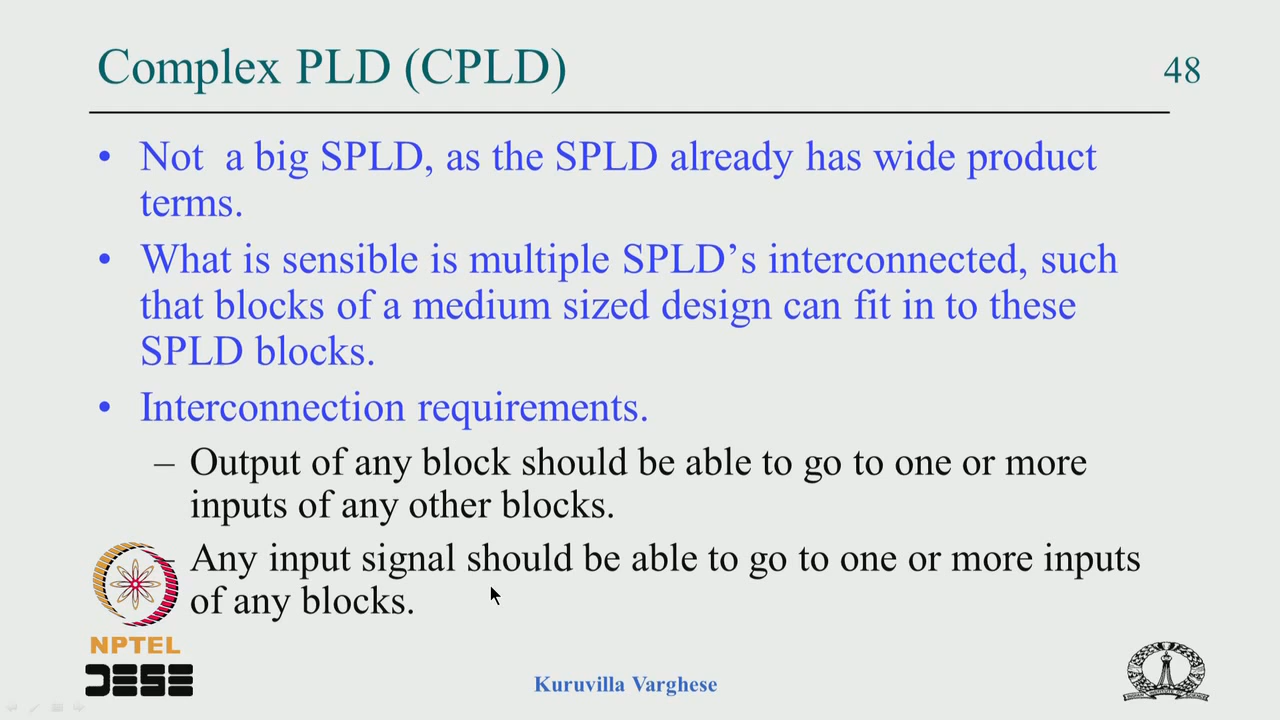 Complex PLD (CPLD)
48
• Not a big SPLD, as the SPLD already has wide product
terms.
• What is sensible is multiple SPLD’s interconnected, such
that blocks of a medium sized design can fit in to these
SPLD blocks.
• Interconnection requirements.
– Output of any block should be able to go to one or more
inputs of any other blocks.
– Any input signal should be able to go to one or more inputs
of any blocks.
NPTEL
DESE
Kuruvilla Varghese